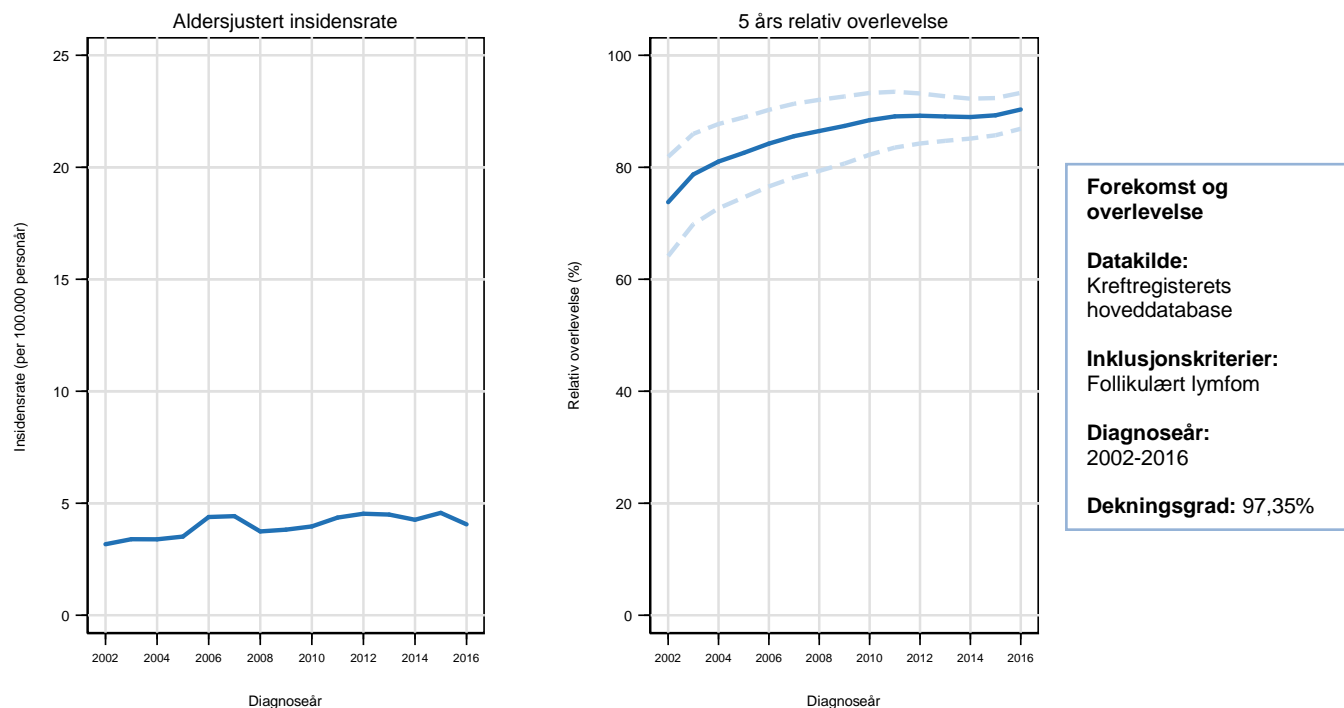 Aldersjustert insidensrate
Insidensrate (per 100.000 personår)
25
20
15
10
5
0
2002 2004 2006 2008 2010 2012 2014 2016
Diagnoseår
5 års relativ overlevelse
Relativ overlevelse (%)
100
80
60
40
20
0
2002 2004 2006 2008 2010 2012 2014 2016
Diagnoseår
Forekomst og
overlevelse
Datakilde:
Kreftregisterets
hoveddatabase
Inklusjonskriterier:
Follikulært lymfom
Diagnoseår:
2002-2016
Dekningsgrad: 97,35%